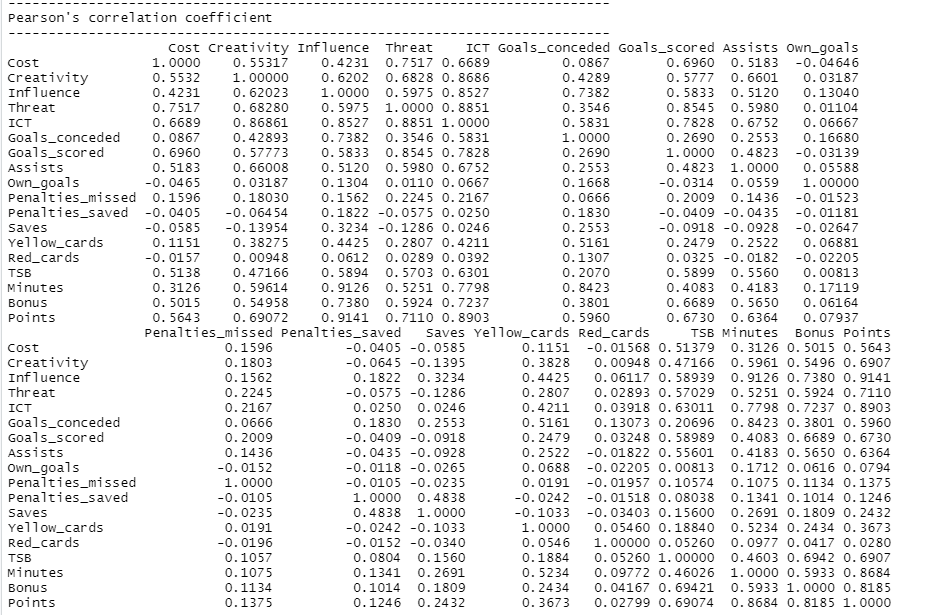 --------------------------------------------------------------------------
Pearson's correlation coefficient
--------------------------------------------------------------------------
Cost Creativity Influence Threat ICT Goals_conceded Goals_scored Assists Own_goals
Cost 1.0000 0.55317 0.4231 0.7517 0.6689 0.0867 0.6960 0.5183 -0.04646
Creativity 0.5532 1.00000 0.6202 0.6828 0.8686 0.4289 0.5777 0.6601 0.03187
Influence 0.4231 0.62023 1.0000 0.5975 0.8527 0.7382 0.5833 0.5120 0.13040
Threat 0.7517 0.68280 0.5975 1.0000 0.8851 0.3546 0.8545 0.5980 0.01104
ICT 0.6689 0.86861 0.8527 0.8851 1.0000 0.5831 0.7828 0.6752 0.06667
Goals_conceded 0.0867 0.42893 0.7382 0.3546 0.5831 1.0000 0.2690 0.2553 0.16680
Goals_scored 0.6960 0.57773 0.5833 0.8545 0.7828 0.2690 1.0000 0.4823 -0.03139
Assists 0.5183 0.66008 0.5120 0.5980 0.6752 0.2553 0.4823 1.0000 0.05588
Own_goals -0.0465 0.03187 0.1304 0.0110 0.0667 0.1668 -0.0314 0.0559 1.00000
Penalties_missed 0.1596 0.18030 0.1562 0.2245 0.2167 0.0666 0.2009 0.1436 -0.01523
Penalties_saved -0.0405 -0.06454 0.1822 -0.0575 0.0250 0.1830 -0.0409 -0.0435 -0.01181
Saves -0.0585 -0.13954 0.3234 -0.1286 0.0246 0.2553 -0.0918 -0.0928 -0.02647
Yellow_cards 0.1151 0.38275 0.4425 0.2807 0.4211 0.5161 0.2479 0.2522 0.06881
Red_cards -0.0157 0.00948 0.0612 0.0289 0.0392 0.1307 0.0325 -0.0182 -0.02205
TSB 0.5138 0.47166 0.5894 0.5703 0.6301 0.2070 0.5899 0.5560 0.00813
Minutes 0.3126 0.59614 0.9126 0.5251 0.7798 0.8423 0.4083 0.4183 0.17119
Bonus 0.5015 0.54958 0.7380 0.5924 0.7237 0.3801 0.6689 0.5650 0.06164
Points 0.5643 0.69072 0.9141 0.7110 0.8903 0.5960 0.6730 0.6364 0.07937
Penalties_missed Penalties_saved Saves Yellow_cards Red_cards TSB Minutes Bonus Points
Cost 0.1596 -0.0405 -0.0585 0.1151 -0.01568 0.51379 0.3126 0.5015 0.5643
Creativity 0.1803 -0.0645 -0.1395 0.3828 0.00948 0.47166 0.5961 0.5496 0.6907
Influence 0.1562 0.1822 0.3234 0.4425 0.06117 0.58939 0.9126 0.7380 0.9141
Threat 0.2245 -0.0575 -0.1286 0.2807 0.02893 0.57029 0.5251 0.5924 0.7110
ICT 0.2167 0.0250 0.0246 0.4211 0.03918 0.63011 0.7798 0.7237 0.8903
Goals_conceded 0.0666 0.1830 0.2553 0.5161 0.13073 0.20696 0.8423 0.3801 0.5960
Goals_scored 0.2009 -0.0409 -0.0918 0.2479 0.03248 0.58989 0.4083 0.6689 0.6730
Assists 0.1436 -0.0435 -0.0928 0.2522 -0.01822 0.55601 0.4183 0.5650 0.6364
Own_goals -0.0152 -0.0118 -0.0265 0.0688 -0.02205 0.00813 0.1712 0.0616 0.0794
Penalties_missed 1.0000 -0.0105 -0.0235 0.0191 -0.01957 0.10574 0.1075 0.1134 0.1375
Penalties_saved -0.0105 1.0000 0.4838 -0.0242 -0.01518 0.08038 0.1341 0.1014 0.1246
Saves -0.0235 0.4838 1.0000 -0.1033 -0.03403 0.15600 0.2691 0.1809 0.2432
Yellow_cards 0.0191 -0.0242 -0.1033 1.0000 0.05460 0.18840 0.5234 0.2434 0.3673
Red_cards -0.0196 -0.0152 -0.0340 0.0546 1.00000 0.05260 0.0977 0.0417 0.0280
TSB 0.1057 0.0804 0.1560 0.1884 0.05260 1.00000 0.4603 0.6942 0.6907
Minutes 0.1075 0.1341 0.2691 0.5234 0.09772 0.46026 1.0000 0.5933 0.8684
Bonus 0.1134 0.1014 0.1809 0.2434 0.04167 0.69421 0.5933 1.0000 0.8185
Points 0.1375 0.1246 0.2432 0.3673 0.02799 0.69074 0.8684 0.8185 1.0000